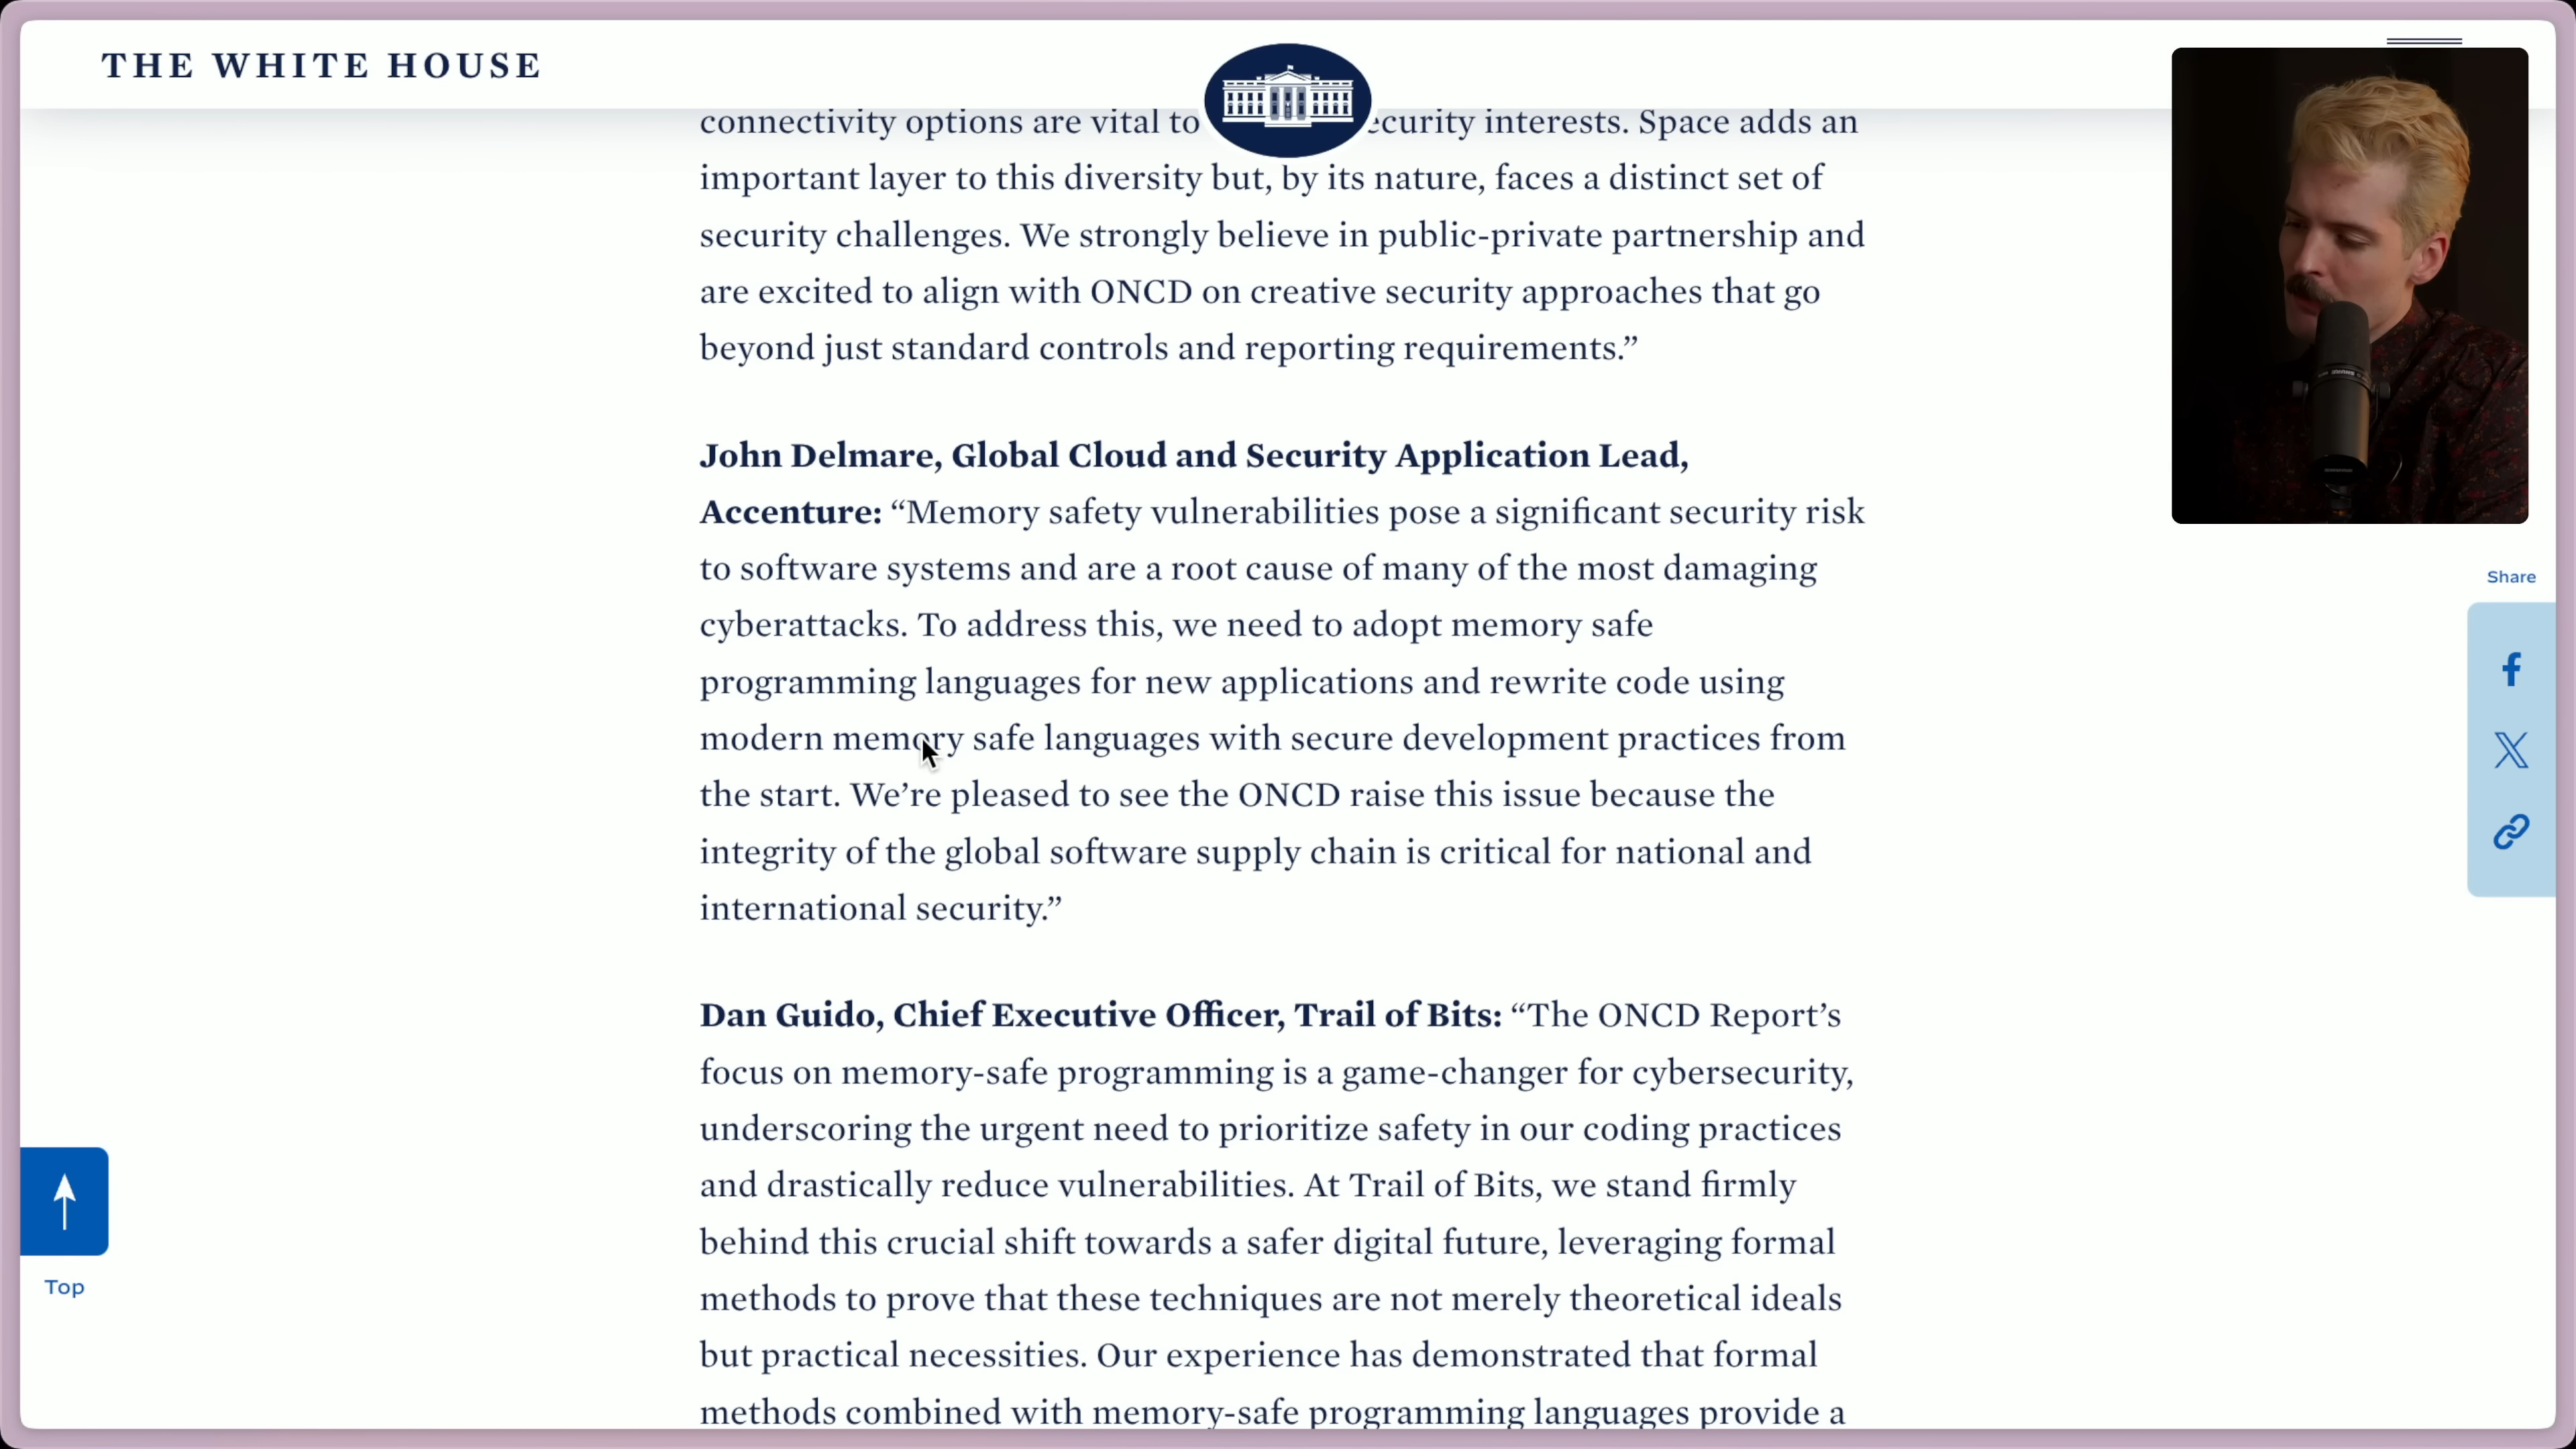 THE WHITE HOUSE
connectivity options are vital to ecurity interests. Space adds an
important layer to this diversity but, by its nature, faces a distinct set of
security challenges. We strongly believe in public-private partnership and
are excited to align with ONCD on creative security approaches that go
beyond just standard controls and reporting requirements.”
John Delmare, Global Cloud and Security Application Lead,
Accenture: “Memory safety vulnerabilities pose a significant security risk
to software systems and are a root cause of many of the most damaging
cyberattacks. To address this, we need to adopt memory safe
programming languages for new applications and rewrite code using
modern memory safe languages with secure development practices from
the start. We’re pleased to see the ONCD raise this issue because the
integrity of the global software supply chain is critical for national and
international security.”
Dan Guido, Chief Executive Officer, Trail of Bits: “The ONCD Report’s
focus on memory-safe programming is a game-changer for cybersecurity,
underscoring the urgent need to prioritize safety in our coding practices
and drastically reduce vulnerabilities. At Trail of Bits, we stand firmly
behind this crucial shift towards a safer digital future, leveraging formal
methods to prove that these techniques are not merely theoretical ideals
but practical necessities. Our experience has demonstrated that formal
methods combined with memory-safe programming languages provide a
Share
Top